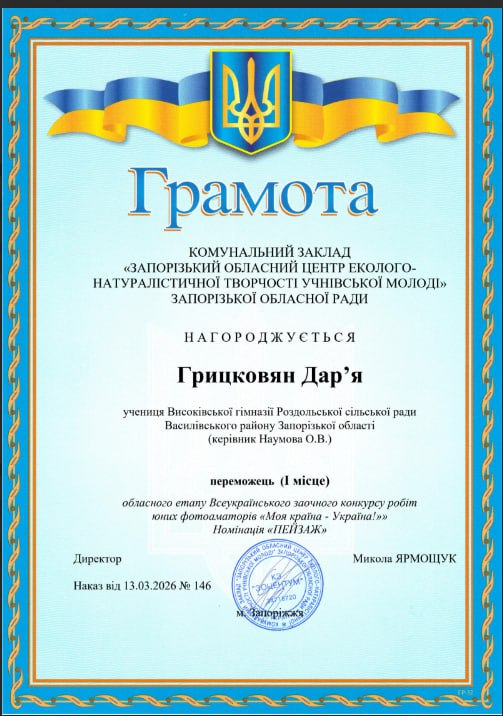 Грамота
КОМУНАЛЬНИЙ ЗАКЛАД
«ЗАПОРІЗЬКИЙ ОБЛАСНИЙ ЦЕНТР ЕКОЛОГО-
НАТУРАЛІСТИЧНОЇ ТВОРЧОСТІ УЧНІВСЬКОЇ МОЛОДІ»
ЗАПОРІЗЬКОЇ ОБЛАСНОЇ РАДИ
НАГОРОДЖУЄТЬСЯ
Грицковян Дар’я
учениця Високівської гімназії Роздольської сільської ради
Василівського району Запорізької області
(керівник Наумова О.В.)
переможець (І місце)
обласного етапу Всеукраїнського заочного конкурсу робіт
юних фотоаматорів «Моя країна - Україна!»»
Номінація «ПЕЙЗАЖ»
Директор Микола ЯРМОЩУК
Наказ від 13.03.2026 № 146
КЗ
"ЗОЦЕНТУМ"
м. Запоріжжя